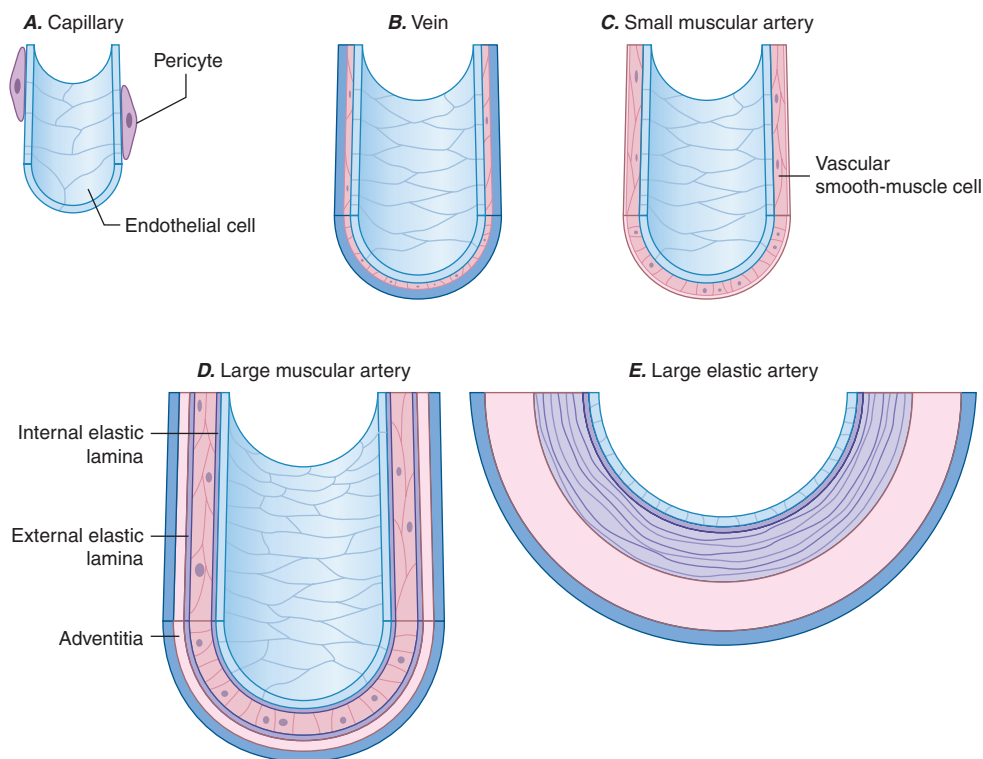 A. Capillary
Pericyte
Endothelial cell
B. Vein
C. Small muscular artery
Vascular
smooth-muscle cell
D. Large muscular artery
Internal elastic
lamina
External elastic
lamina
Adventitia
E. Large elastic artery